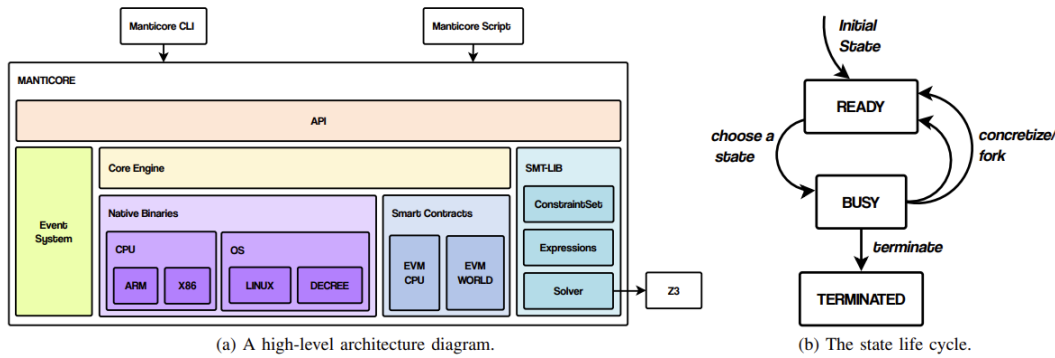 Manticore CLI
Manticore Script
MANTICORE
API
Event
System
Core Engine
Native Binaries
CPU
ARM
X86
OS
LINUX
DECREE
Smart Contracts
EVM
CPU
EVM
WORLD
SMT-LIB
ConstraintSet
Expressions
Solver
Z3
(a) A high-level architecture diagram.
Initial
State
READY
choose a
state
concretize/
fork
BUSY
terminate
TERMINATED
(b) The state life cycle.